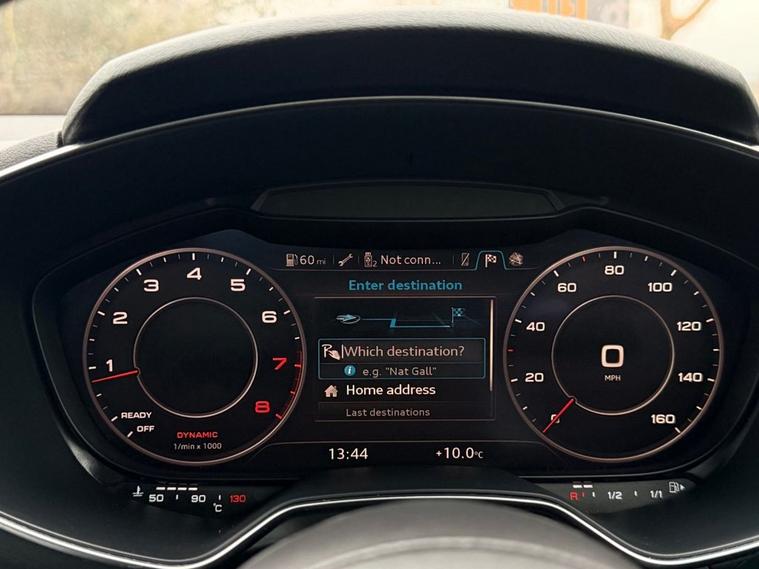 60 mi
2 Not conn...
Enter destination
Which destination?
e.g. "Nat Gall"
Home address
Last destinations
13:44
+10.0°C
1
2
3
4
5
6
7
8
READY
OFF
DYNAMIC
1/min x 1000
0
20
40
60
80
100
120
140
160
0
MPH
50 90 130
°C
R 1/2 1/1